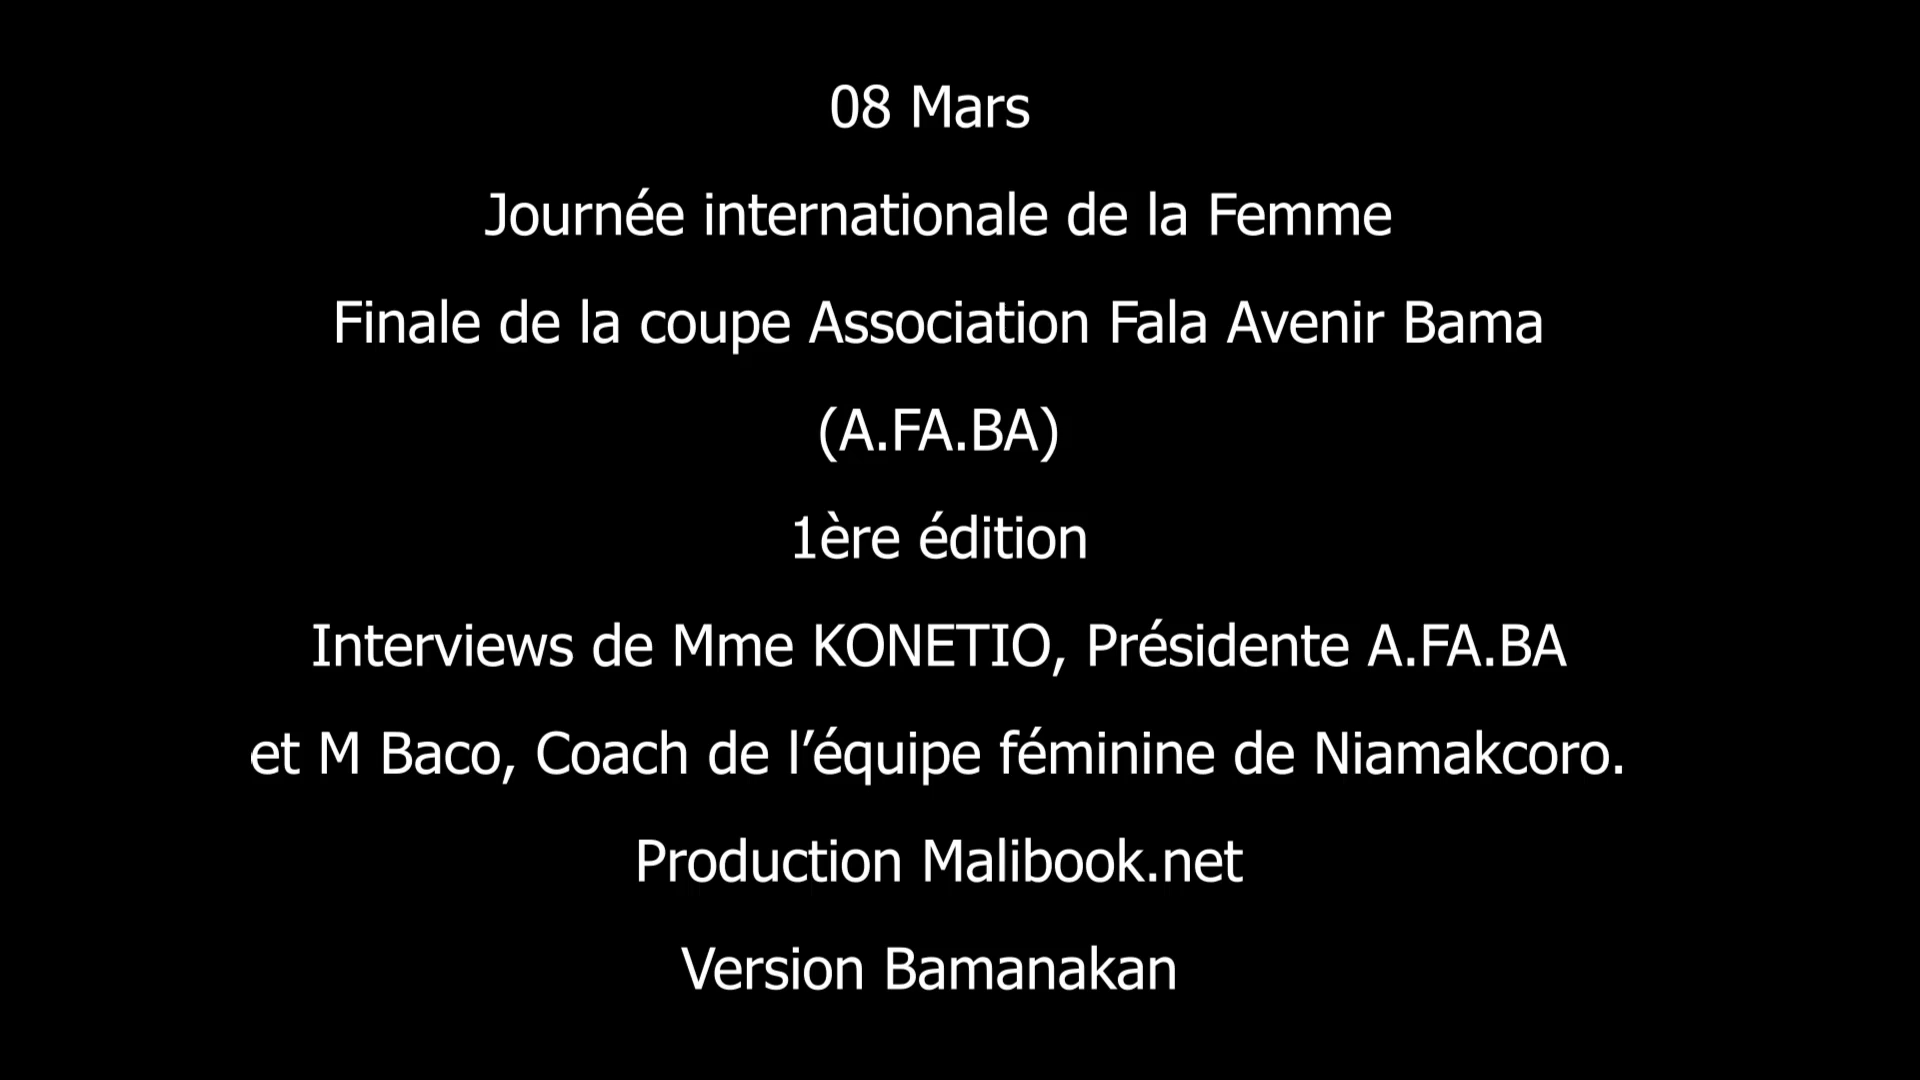 08 Mars
Journée internationale de la Femme
Finale de la coupe Association Fala Avenir Bama
(A.FA.BA)
1ère édition
Interviews de Mme KONETIO, Présidente A.FA.BA
et M Baco, Coach de l’équipe féminine de Niamakcoro.
Production Malibook.net
Version Bamanakan